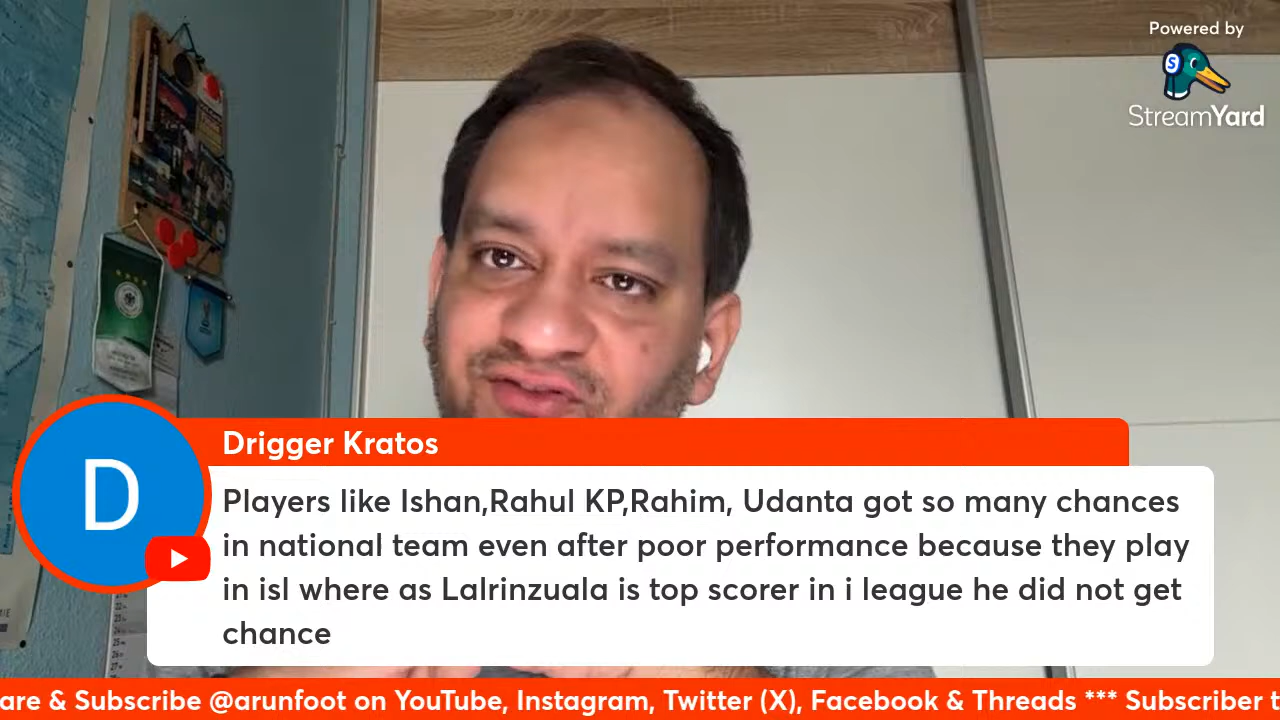 Powered by
StreamYard
Drigger Kratos
D
Players like Ishan,Rahul KP,Rahim, Udanta got so many chances
in national team even after poor performance because they play
in isl where as Lalrinzuala is top scorer in i league he did not get
chance
are & Subscribe @arunfoot on YouTube, Instagram, Twitter (X), Facebook & Threads *** Subscriber t